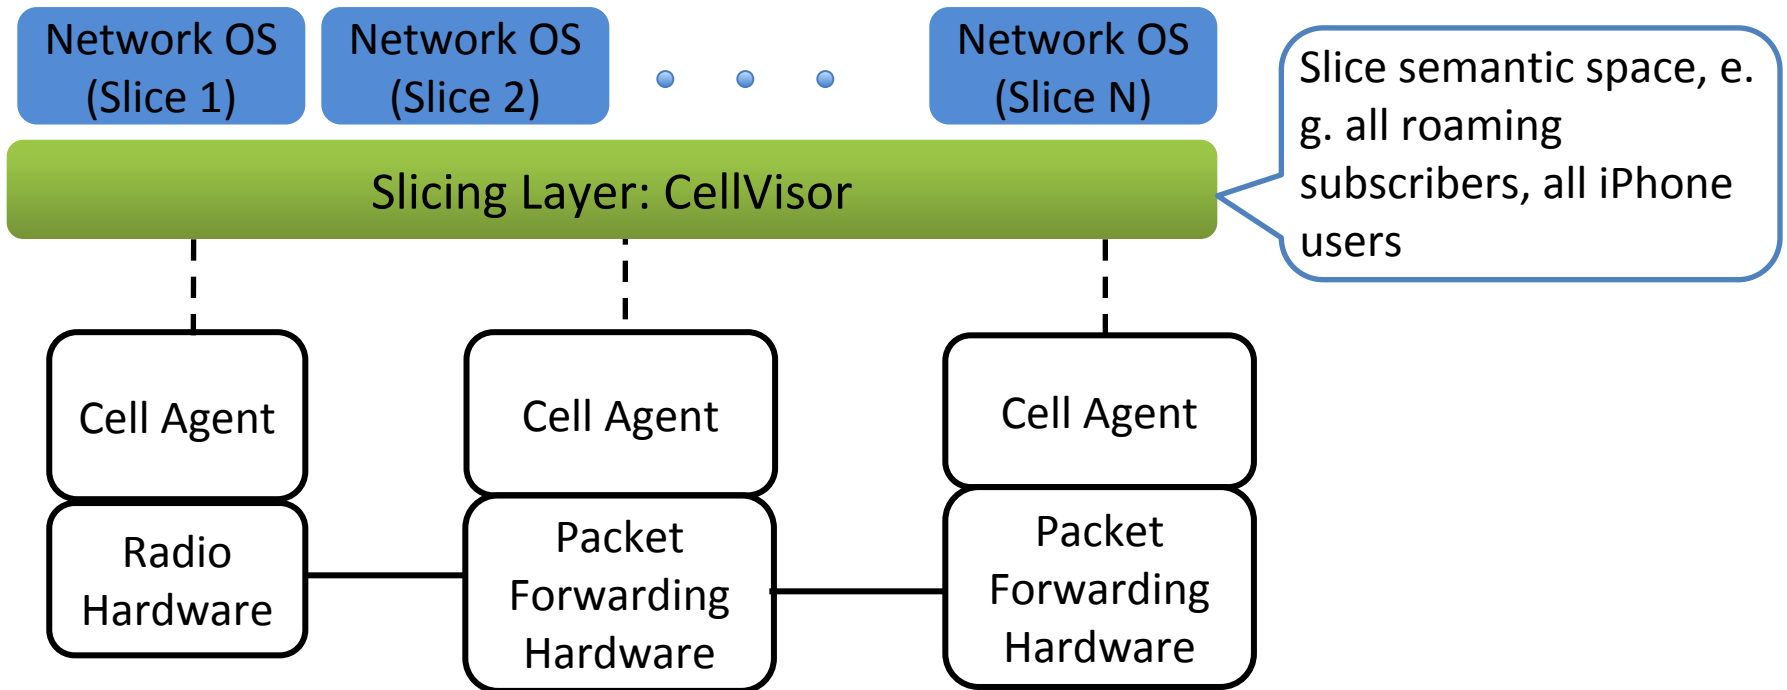 Network OS
(Slice 1)
Network OS
(Slice 2)
Network OS
(Slice N)
Slice semantic space, e.
g. all roaming
subscribers, all iPhone
users
Slicing Layer: CellVisor
Cell Agent
Cell Agent
Cell Agent
Radio
Hardware
Packet
Forwarding
Hardware
Packet
Forwarding
Hardware